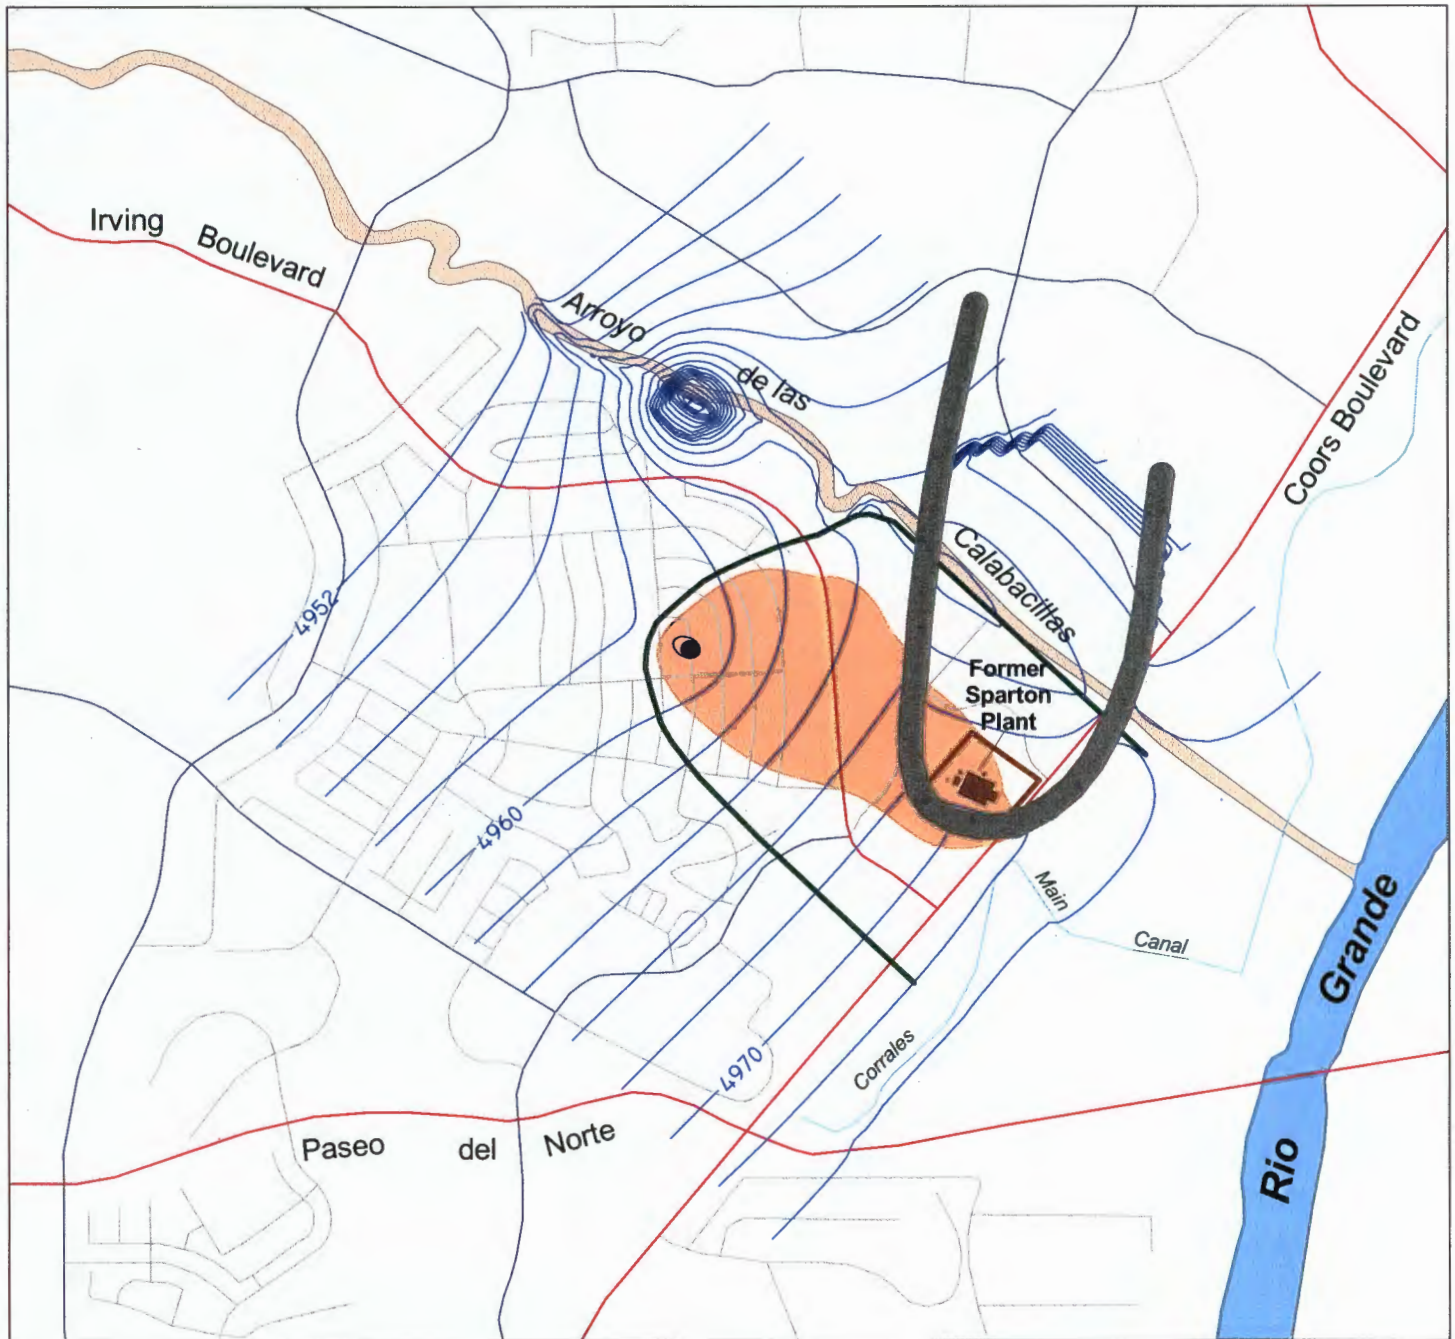 Irving Boulevard
Arroyo
de las
Calabacillas
Coors Boulevard
4952
Former
Sparton
Plant
4960
Main
Canal
Grande
4970
Corrales
Paseo del Norte
Rio